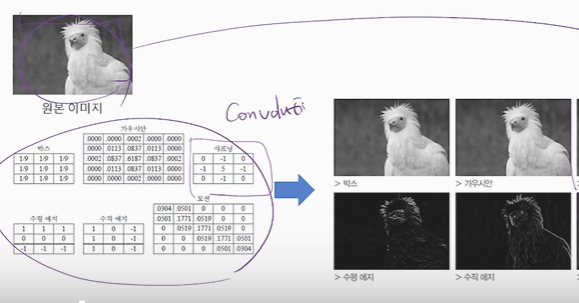 원본 이미지
Convoluti
가우시안
.0000 .0000 .0002 .0000 .0000
.0000 .0113 .0837 .0113 .0000
.0002 .0837 .6187 .0837 .0002
.0000 .0113 .0837 .0113 .0000
.0000 .0000 .0002 .0000 .0000
박스
1/9 1/9 1/9
1/9 1/9 1/9
1/9 1/9 1/9
샤프닝
0 -1 0
-1 5 -1
0 -1 0
수평 에지
1 1 1
0 0 0
-1 -1 -1
수직 에지
1 0 -1
1 0 -1
1 0 -1
모션
.0304 .0501 0 0 0
.0501 .1771 .0519 0 0
0 .0519 .1771 .0519 0
0 0 .0519 .1771 .0501
0 0 0 .0501 .0304
> 박스
> 가우시안
> 수평 에지
> 수직 에지